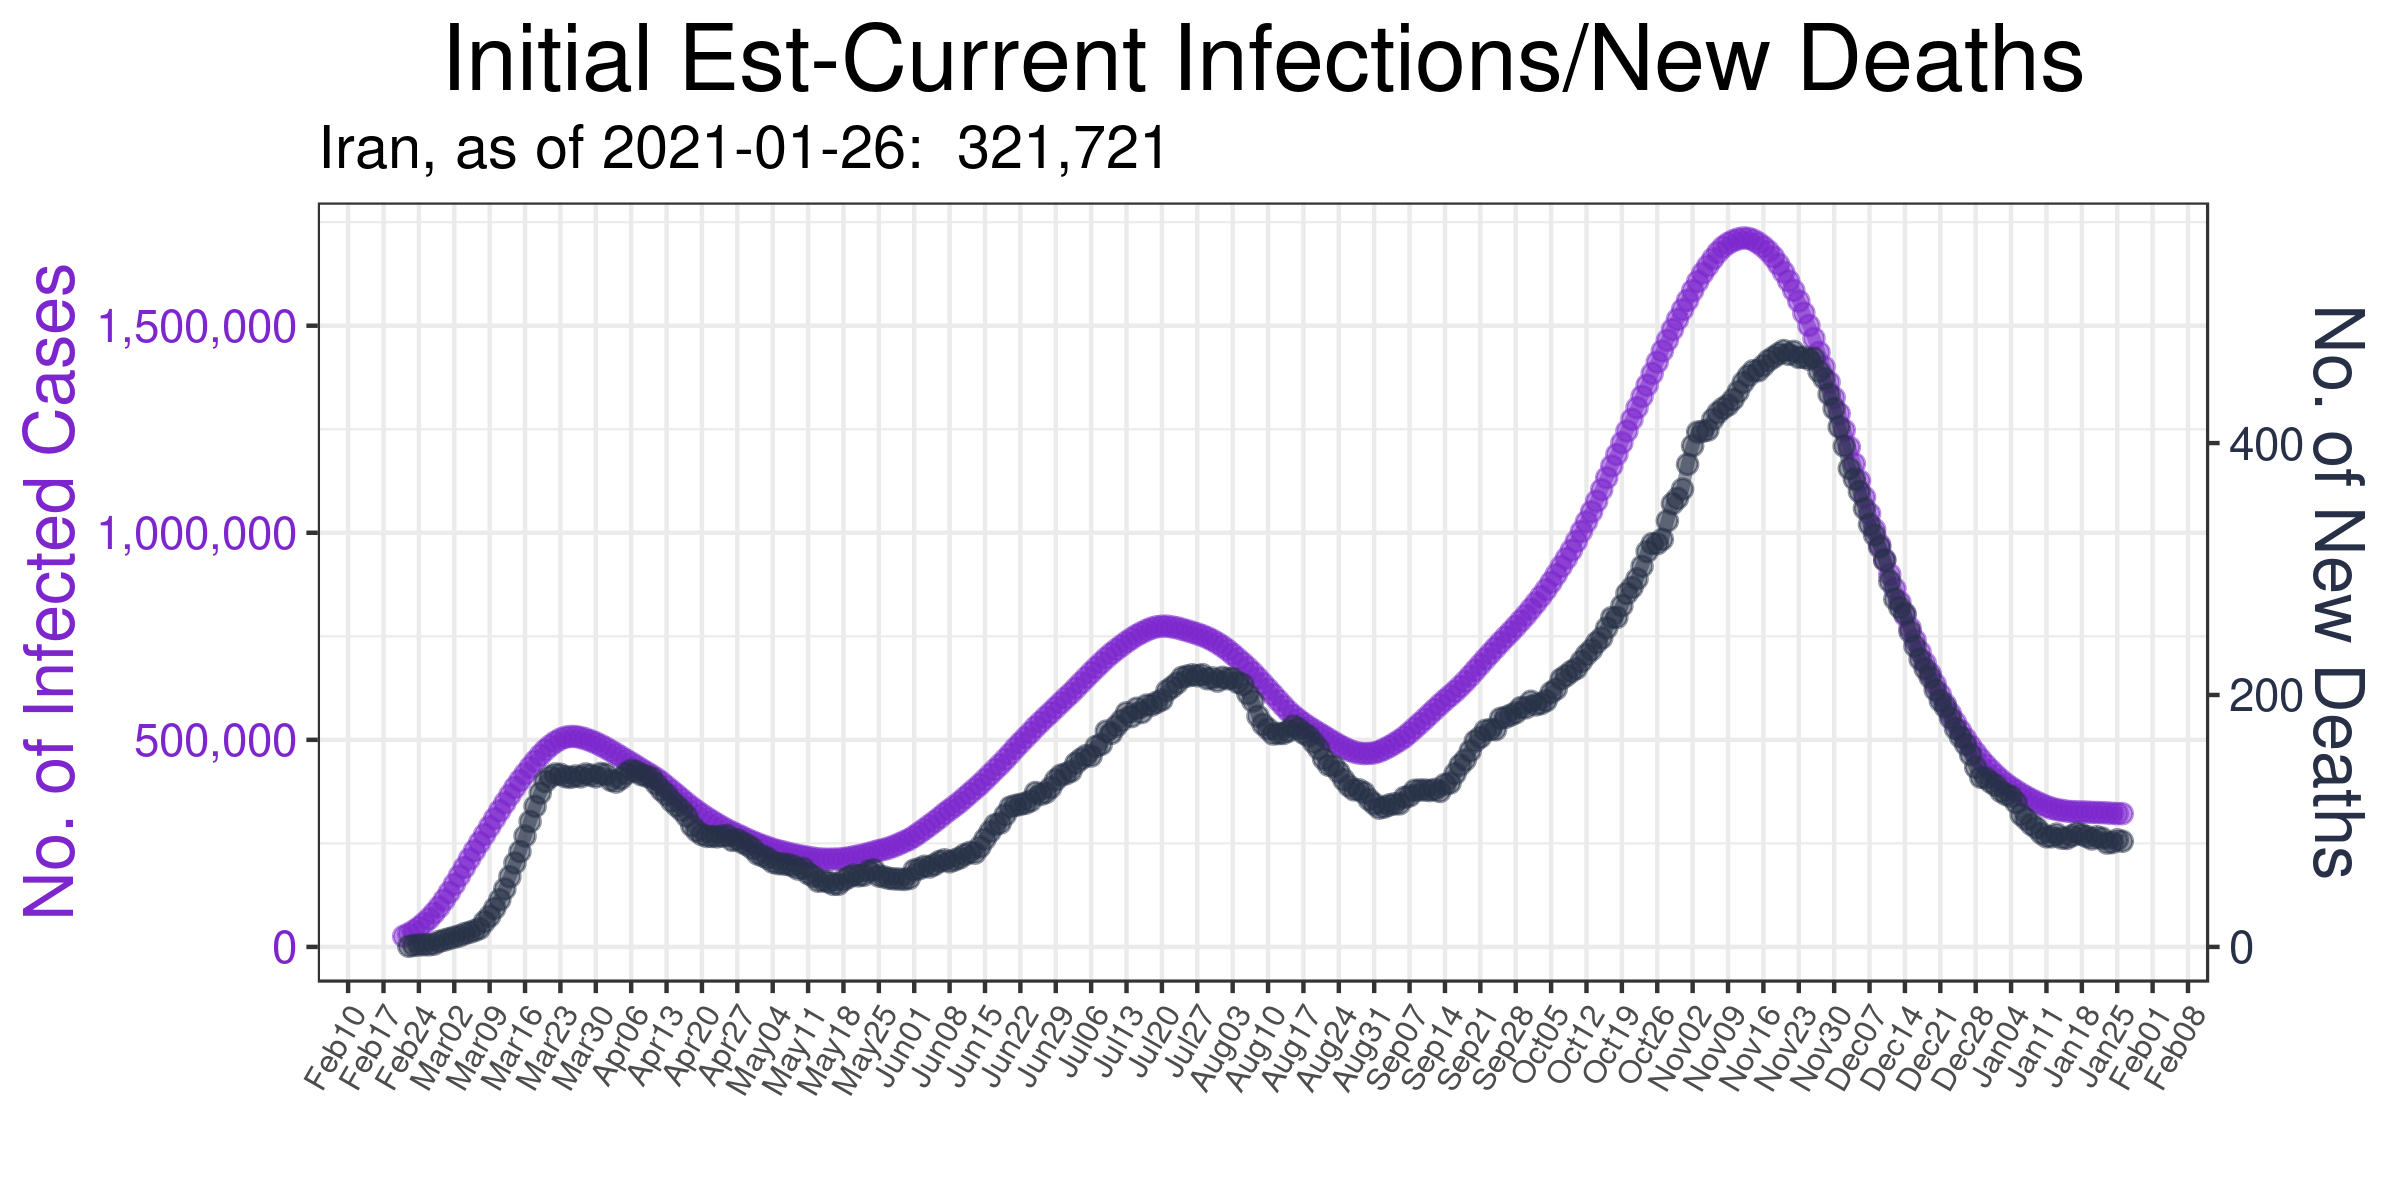 Initial Est-Current Infections/New Deaths
Iran, as of 2021-01-26:  321,721
No. of Infected Cases
1,500,000
1,000,000
500,000
0
400
200
0
No. of New Deaths
Feb10
Feb17
Feb24
Mar02
Mar09
Mar16
Mar23
Mar30
Apr06
Apr13
Apr20
Apr27
May04
May11
May18
May25
Jun01
Jun08
Jun15
Jun22
Jun29
Jul06
Jul13
Jul20
Jul27
Aug03
Aug10
Aug17
Aug24
Aug31
Sep07
Sep14
Sep21
Sep28
Oct05
Oct12
Oct19
Oct26
Nov02
Nov09
Nov16
Nov23
Nov30
Dec07
Dec14
Dec21
Dec28
Jan04
Jan11
Jan18
Jan25
Feb01
Feb08